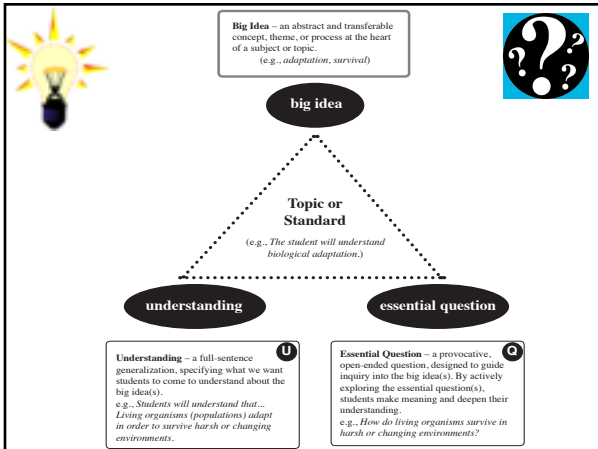 Big Idea – an abstract and transferable
concept, theme, or process at the heart
of a subject or topic.
(e.g., adaptation, survival)
big idea
Topic or
Standard
(e.g., The student will understand
biological adaptation.)
understanding
essential question
U
Understanding – a full-sentence
generalization, specifying what we want
students to come to understand about the
big idea(s).
e.g., Students will understand that...
Living organisms (populations) adapt
in order to survive harsh or changing
environments.
Q
Essential Question – a provocative,
open-ended question, designed to guide
inquiry into the big idea(s). By actively
exploring the essential question(s),
students make meaning and deepen their
understanding.
e.g., How do living organisms survive in
harsh or changing environments?